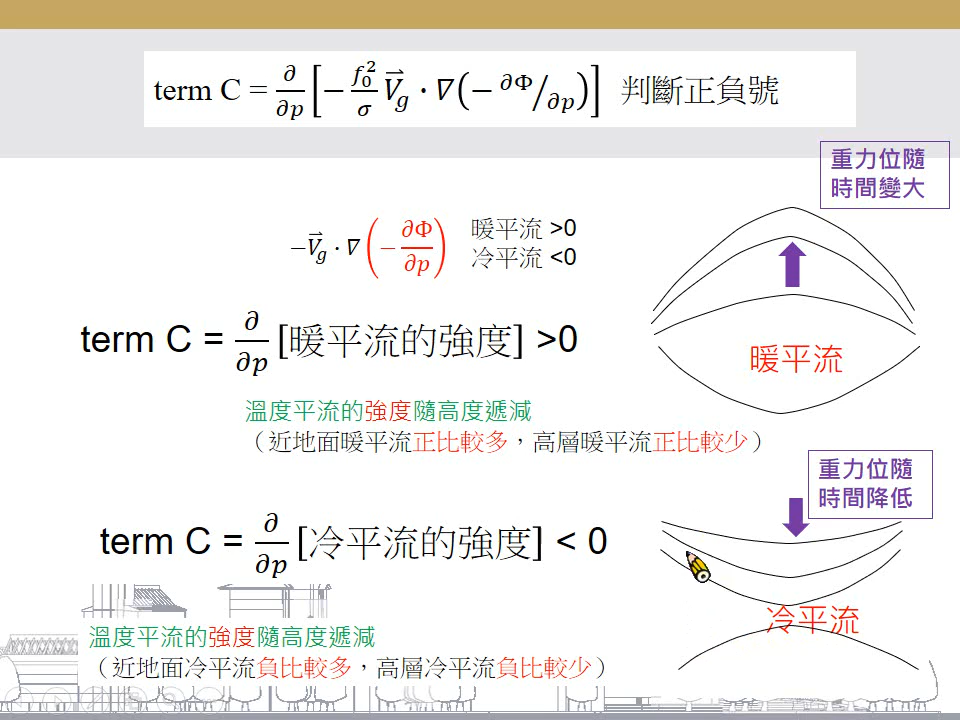 term C = ∂/∂p [− f₀²/σ V⃗g · ∇(− ∂Φ/∂p)] 判斷正負號
重力位隨
時間變大
−V⃗g · ∇(− ∂Φ/∂p) 暖平流 >0
冷平流 <0
term C = ∂/∂p [暖平流的強度] >0
暖平流
溫度平流的強度隨高度遞減
（近地面暖平流正比較多，高層暖平流正比較少）
重力位隨
時間降低
term C = ∂/∂p [冷平流的強度] < 0
冷平流
溫度平流的強度隨高度遞減
（近地面冷平流負比較多，高層冷平流負比較少）